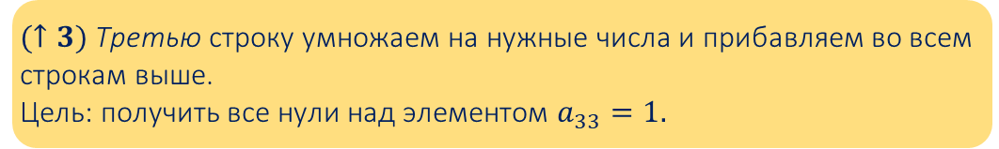 (↑ 3) Третью строку умножаем на нужные числа и прибавляем во всем
строкам выше.
Цель: получить все нули над элементом a₃₃ = 1.